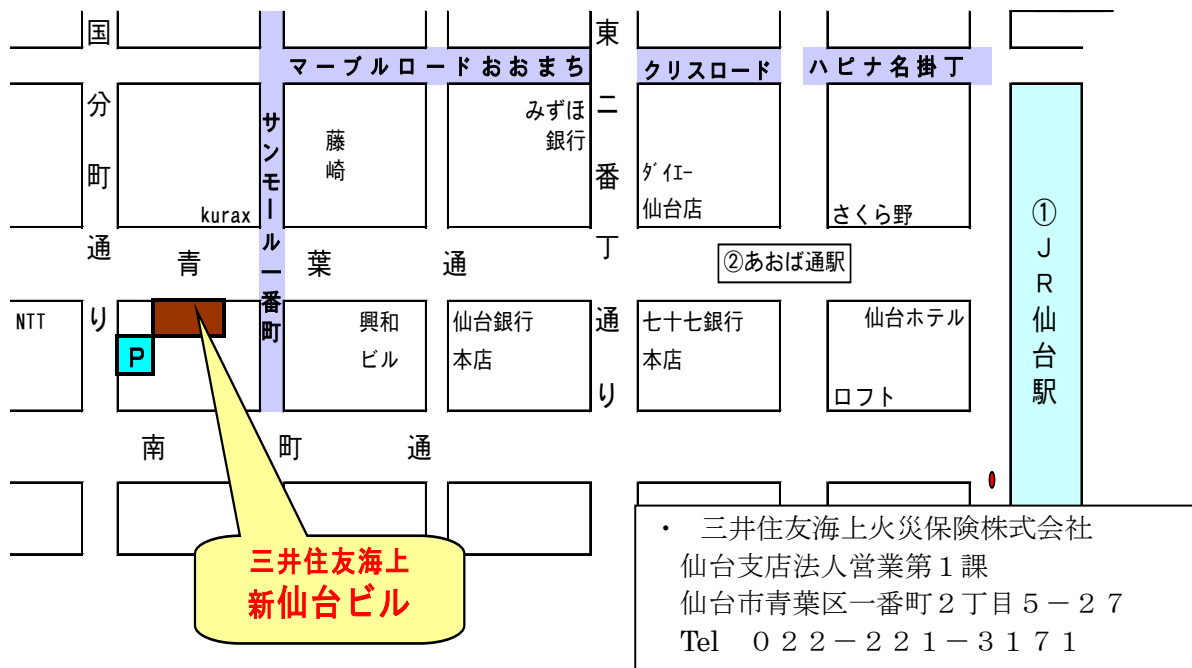 国分町通り
東二番丁通り
マーブルロードおおまち
クリスロード
ハピナ名掛丁
サンモール一番町
藤崎
みずほ
銀行
ﾀﾞｲｴｰ
仙台店
さくら野
kurax
①JR仙台駅
青葉通
②あおば通駅
NTT
P
興和
ビル
仙台銀行
本店
七十七銀行
本店
仙台ホテル
ロフト
南町通
三井住友海上
新仙台ビル
・ 三井住友海上火災保険株式会社
仙台支店法人営業第１課
仙台市青葉区一番町２丁目５－２７
Tel ０２２－２２１－３１７１